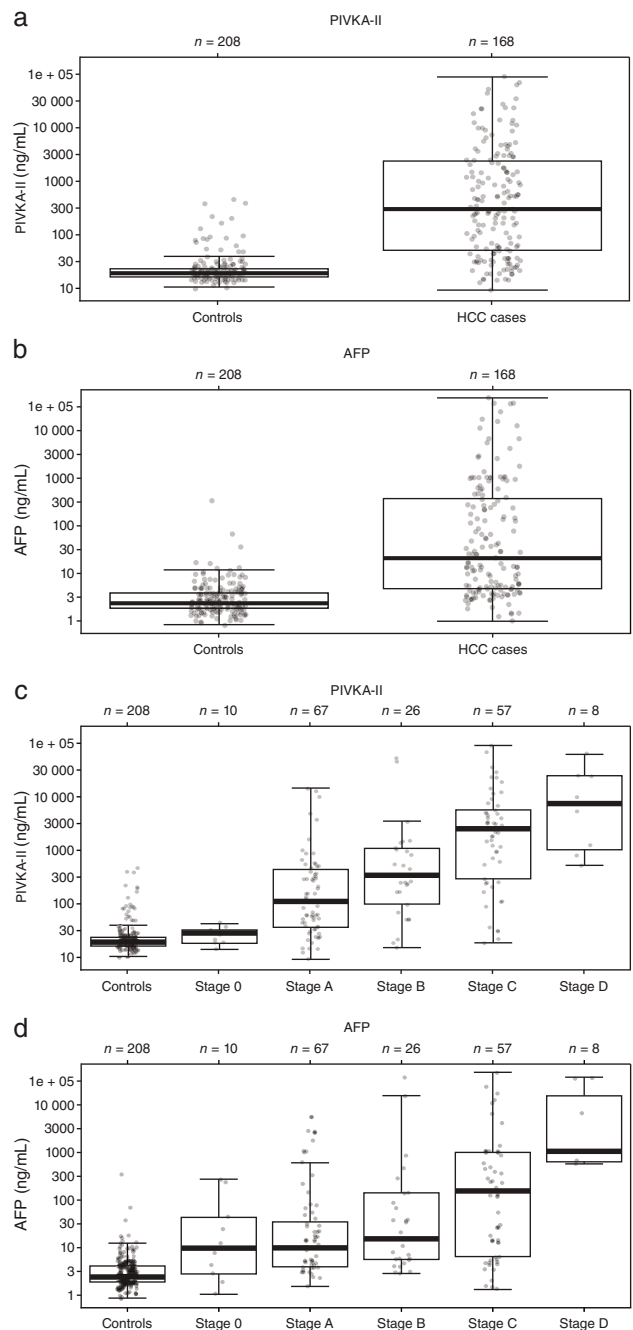 a
PIVKA-II
n = 208 n = 168
1e + 05
30 000
10 000
3000
1000
300
100
30
10
PIVKA-II (ng/mL)
Controls HCC cases
b
AFP
n = 208 n = 168
1e + 05
10 000
3000
1000
300
100
30
10
3
1
AFP (ng/mL)
Controls HCC cases
c
PIVKA-II
n = 208 n = 10 n = 67 n = 26 n = 57 n = 8
1e + 05
30 000
10 000
3000
1000
300
100
30
10
PIVKA-II (ng/mL)
Controls Stage 0 Stage A Stage B Stage C Stage D
d
AFP
n = 208 n = 10 n = 67 n = 26 n = 57 n = 8
1e + 05
10 000
3000
1000
300
100
30
10
3
1
AFP (ng/mL)
Controls Stage 0 Stage A Stage B Stage C Stage D